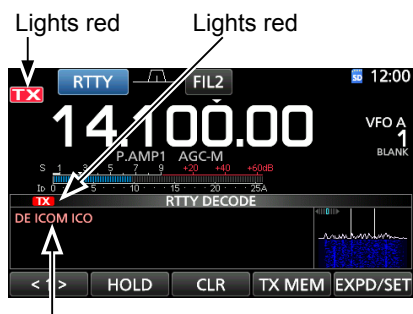 Lights red Lights red
RTTY FIL2 SD 12:00
TX
14.100.00
VFO A
1
BLANK
P.AMP1 AGC-M
S 1 3 5 7 9 +20 +40 +60dB
ID 0 5 10 15 20 25A
TX RTTY DECODE
DE ICOM ICO
< 1 > HOLD CLR TX MEM EXPD/SET